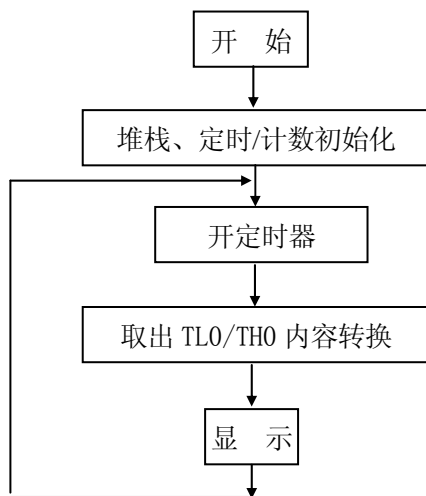 开 始
堆栈、定时/计数初始化
开定时器
取出 TL0/TH0 内容转换
显 示